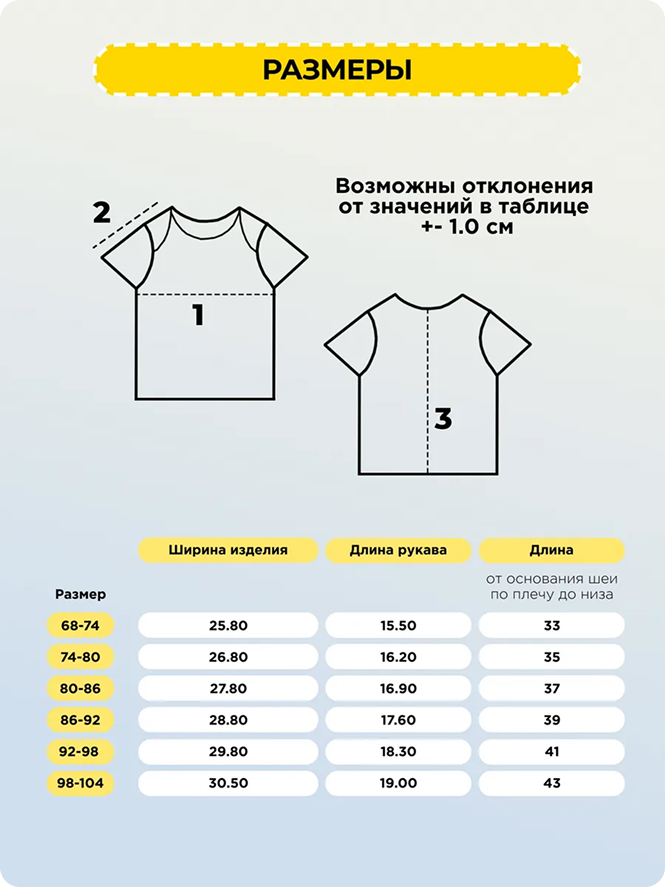 РАЗМЕРЫ
Возможны отклонения
от значений в таблице
+- 1.0 см
2
1
3
Ширина изделия Длина рукава Длина
от основания шеи
по плечу до низа
Размер
68-74 25.80 15.50 33
74-80 26.80 16.20 35
80-86 27.80 16.90 37
86-92 28.80 17.60 39
92-98 29.80 18.30 41
98-104 30.50 19.00 43